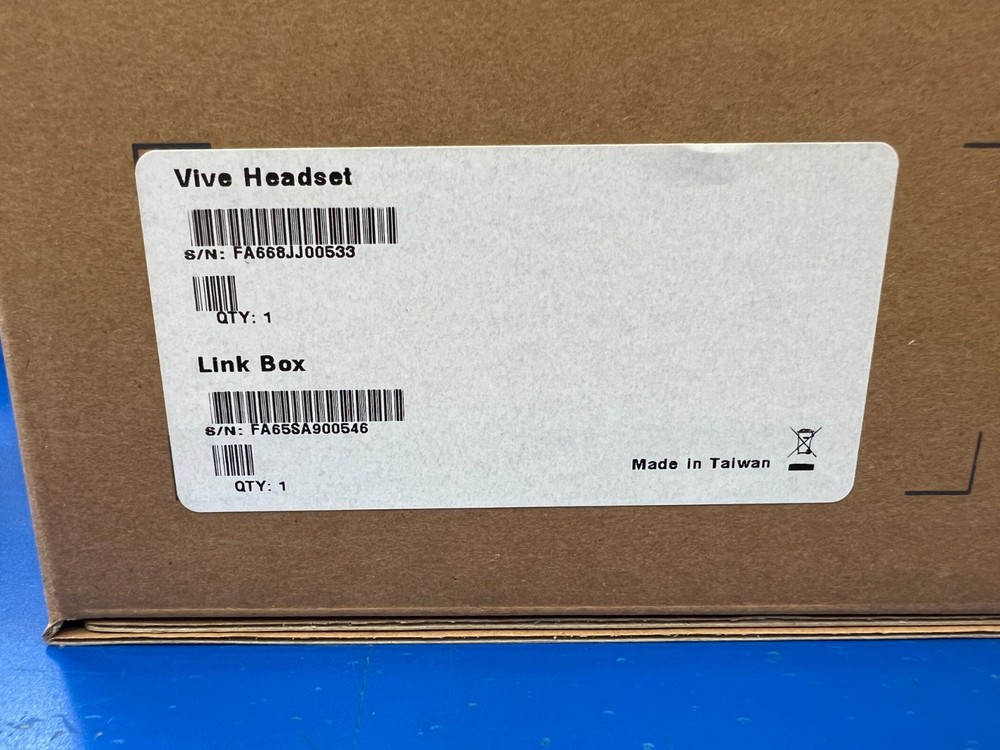 Vive Headset
S/N: FA668JJ00533
QTY: 1
Link Box
S/N: FA65SA900546
QTY: 1
Made in Taiwan